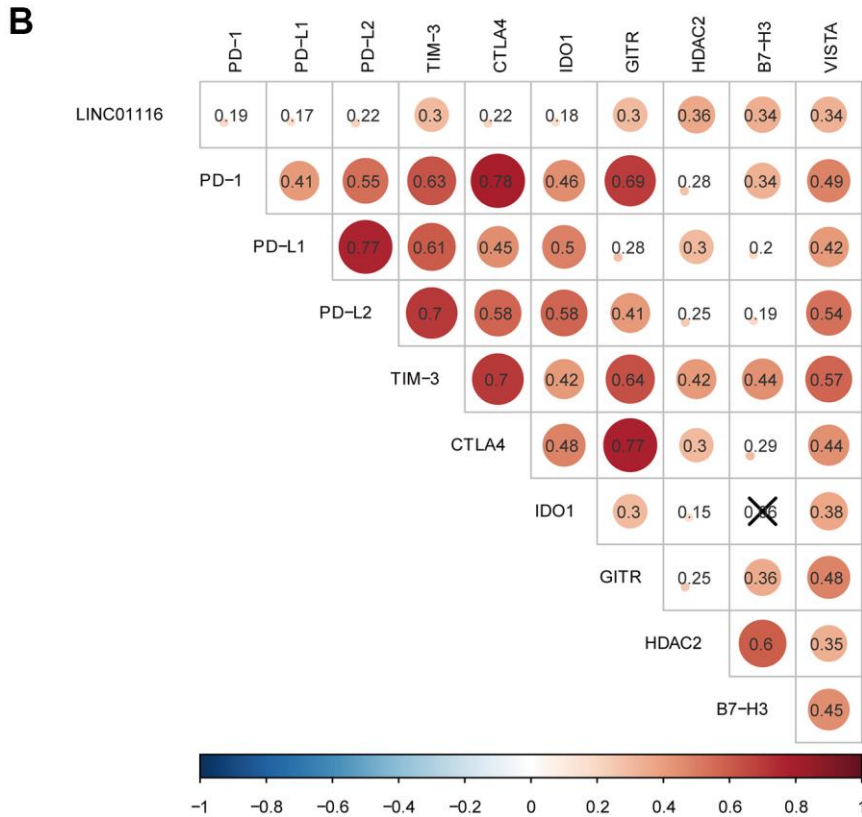 B
PD−1 PD−L1 PD−L2 TIM−3 CTLA4 IDO1 GITR HDAC2 B7−H3 VISTA
LINC01116 0.19 0.17 0.22 0.3 0.22 0.18 0.3 0.36 0.34 0.34
PD−1 0.41 0.55 0.63 0.78 0.46 0.69 0.28 0.34 0.49
PD−L1 0.77 0.61 0.45 0.5 0.28 0.3 0.2 0.42
PD−L2 0.7 0.58 0.58 0.41 0.25 0.19 0.54
TIM−3 0.7 0.42 0.64 0.42 0.44 0.57
CTLA4 0.48 0.77 0.3 0.29 0.44
IDO1 0.3 0.15 0.38
GITR 0.25 0.36 0.48
HDAC2 0.6 0.35
B7−H3 0.45
−1 −0.8 −0.6 −0.4 −0.2 0 0.2 0.4 0.6 0.8 1